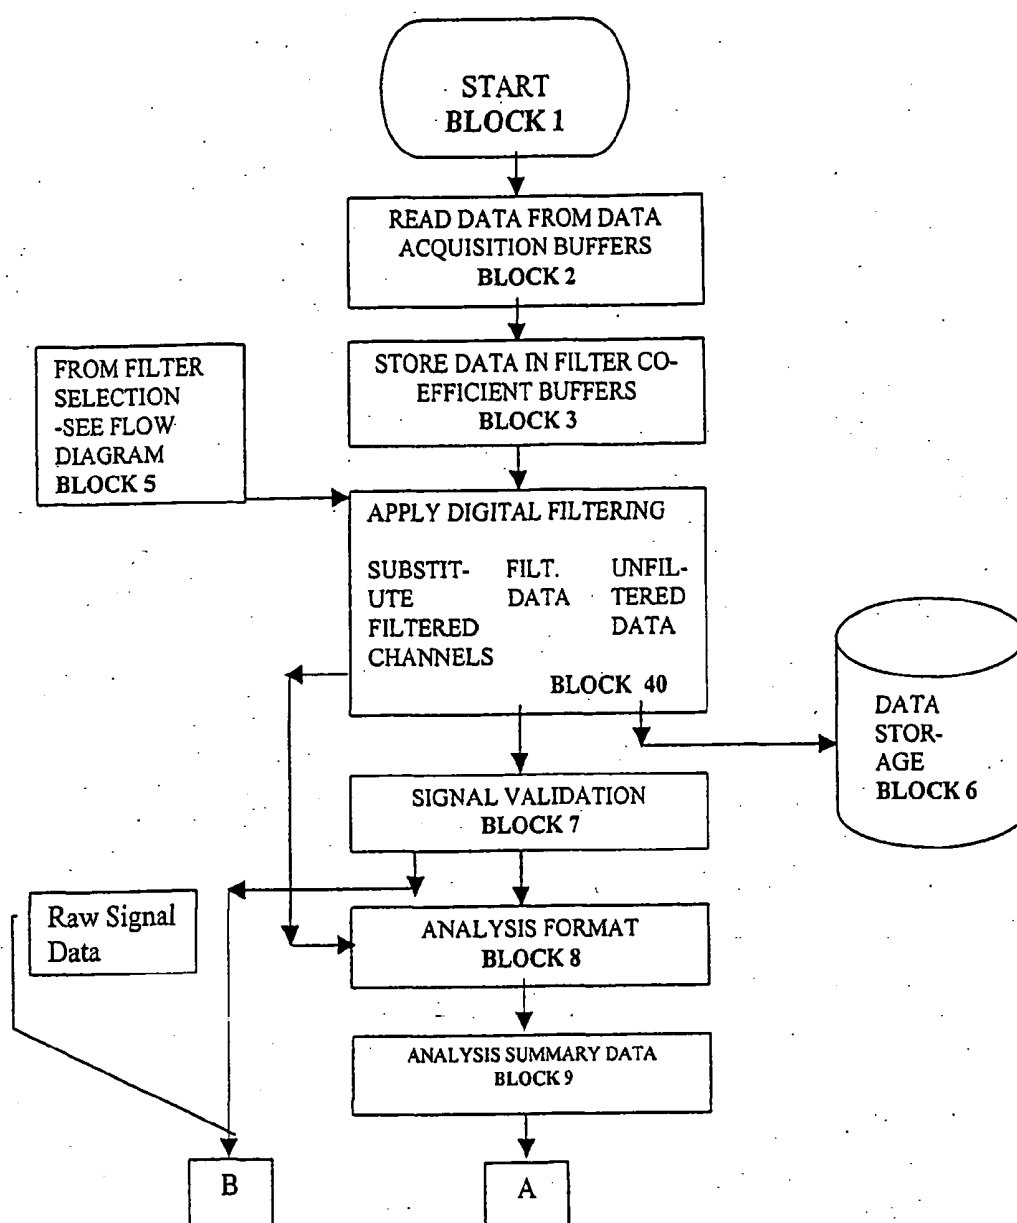 START
BLOCK 1
READ DATA FROM DATA
ACQUISITION BUFFERS
BLOCK 2
STORE DATA IN FILTER CO-
EFFICIENT BUFFERS
BLOCK 3
FROM FILTER
SELECTION
-SEE FLOW
DIAGRAM
BLOCK 5
APPLY DIGITAL FILTERING
SUBSTIT-
UTE
FILTERED
CHANNELS
FILT.
DATA
UNFIL-
TERED
DATA
BLOCK 40
DATA
STOR-
AGE
BLOCK 6
SIGNAL VALIDATION
BLOCK 7
Raw Signal
Data
ANALYSIS FORMAT
BLOCK 8
ANALYSIS SUMMARY DATA
BLOCK 9
B
A